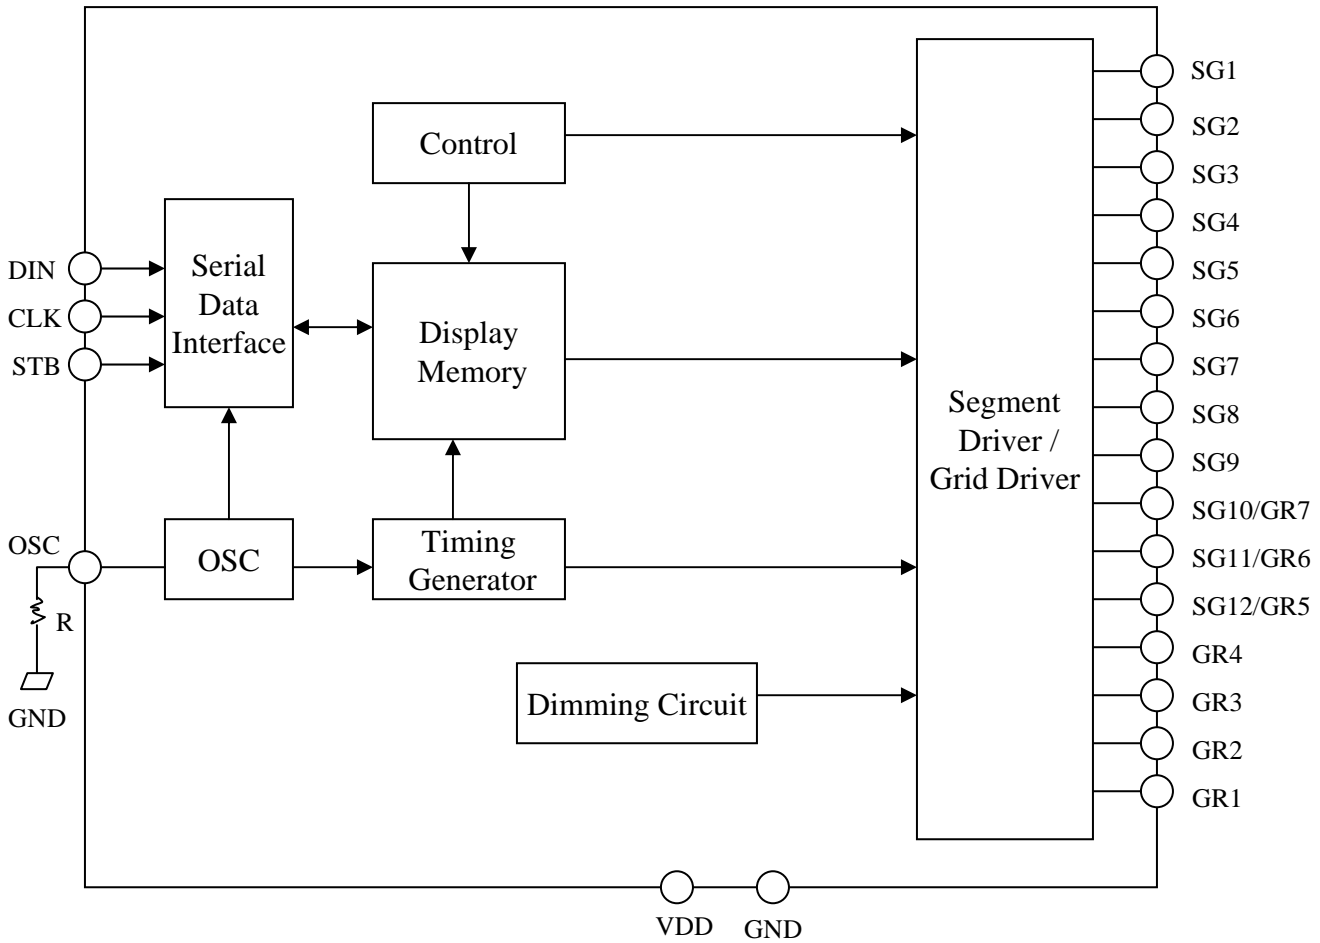 SG1
SG2
SG3
SG4
SG5
SG6
SG7
SG8
SG9
SG10/GR7
SG11/GR6
SG12/GR5
GR4
GR3
GR2
GR1
Control
DIN
CLK
STB
Serial
Data
Interface
Display
Memory
Segment
Driver /
Grid Driver
OSC
OSC
Timing
Generator
R
GND
Dimming Circuit
VDD
GND